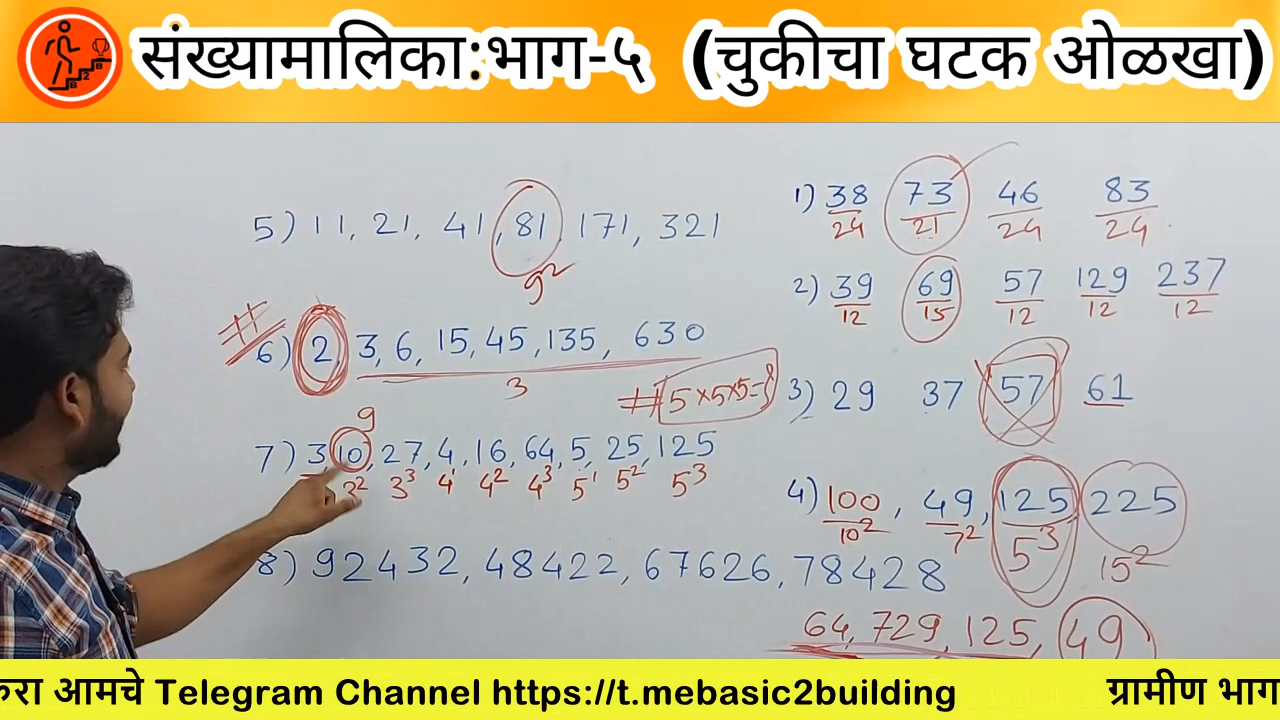 संख्यामालिका:भाग-५ (चुकीचा घटक ओळखा)
5) 11, 21, 41, 81, 171, 321
9²
6) 2, 3, 6, 15, 45, 135, 630
3
# 5×5×5=
9
7) 3 10, 27, 4, 16, 64, 5, 25, 125
3² 3³ 4¹ 4² 4³ 5¹ 5² 5³
8) 92432, 48422, 67626, 78428
1) 38 73 46 83
24 21 24 24
2) 39 69 57 129 237
12 15 12 12 12
3) 29 37 57 61
4) 100, 49, 125, 225
10² 7² 5³ 15²
64, 729, 125, 49
करा आमचे Telegram Channel https://t.mebasic2building ग्रामीण भाग